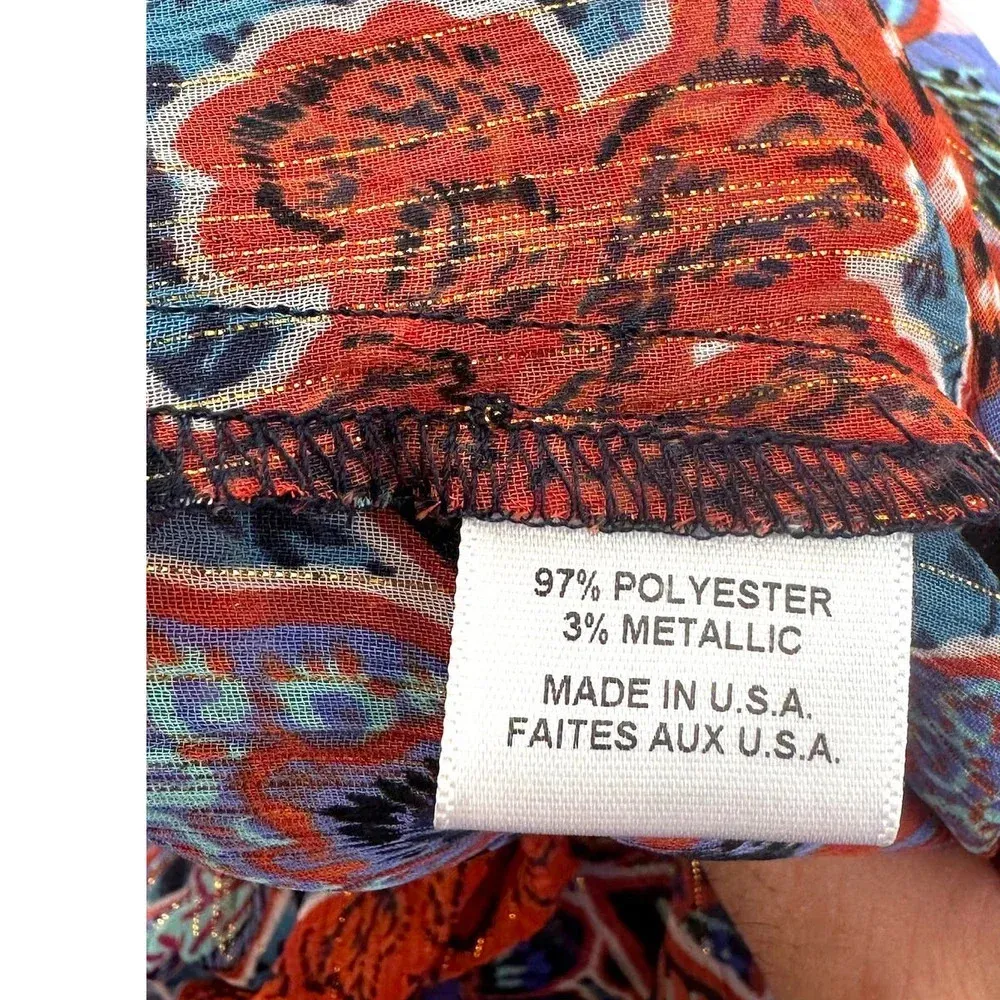 97% POLYESTER
3% METALLIC
MADE IN U.S.A.
FAITES AUX U.S.A.